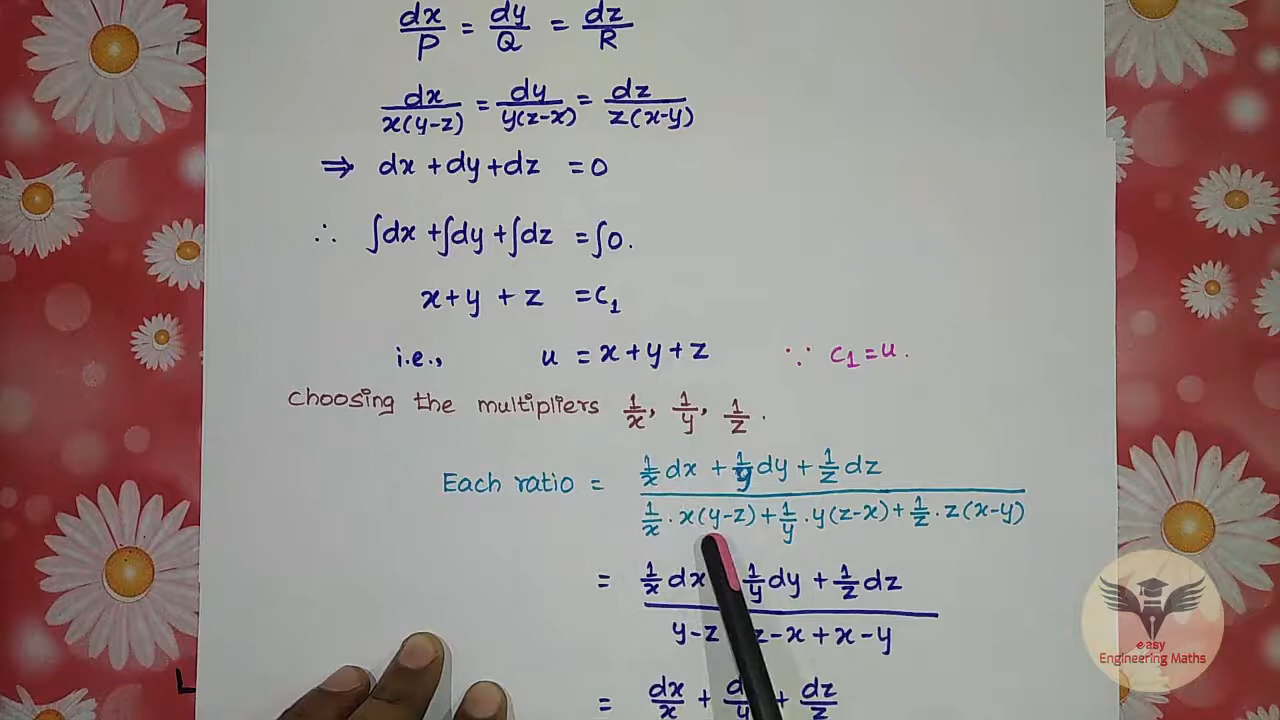 dx/P = dy/Q = dz/R
dx/x(y-z) = dy/y(z-x) = dz/z(x-y)
⇒ dx + dy + dz = 0
∴ ∫dx + ∫dy + ∫dz = ∫0.
x + y + z = c₁
i.e., u = x + y + z ∵ c₁ = u.
choosing the multipliers 1/x, 1/y, 1/z.
Each ratio = (1/x dx + 1/y dy + 1/z dz) / (1/x · x(y-z) + 1/y · y(z-x) + 1/z · z(x-y))
= (1/x dx 1/y dy + 1/z dz) / (y-z z-x + x-y)
= dx/x + d /y + dz/z
easy
Engineering Maths